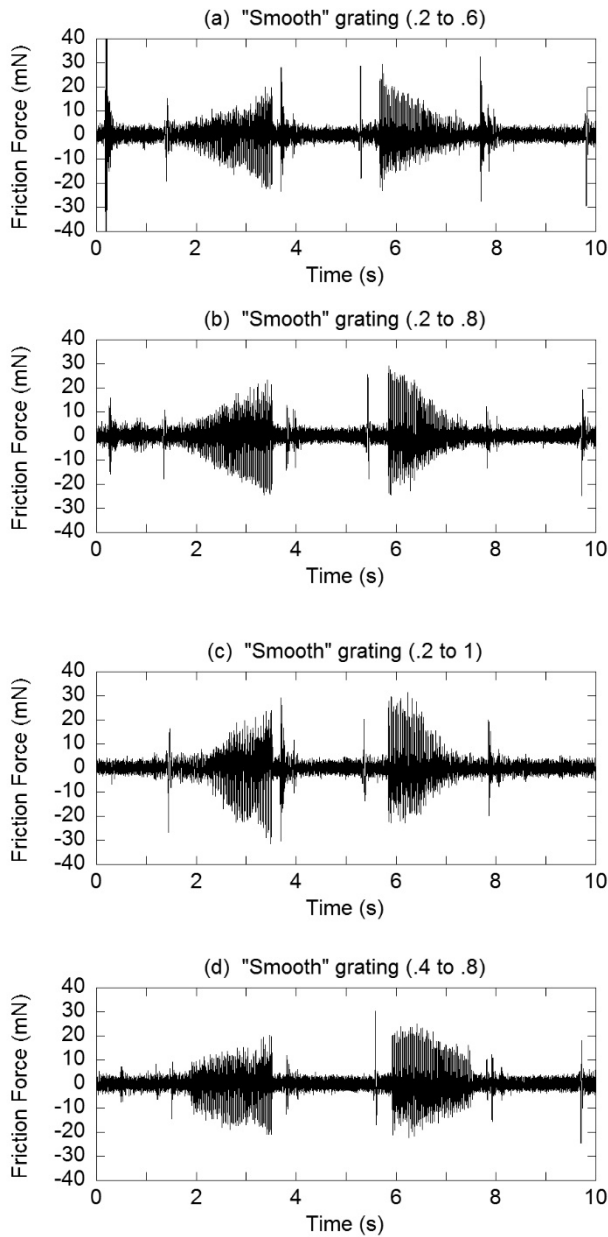 (a) "Smooth" grating (.2 to .6)
40
30
20
10
0
-10
-20
-30
-40
Friction Force (mN)
0 2 4 6 8 10
Time (s)
(b) "Smooth" grating (.2 to .8)
40
30
20
10
0
-10
-20
-30
-40
Friction Force (mN)
0 2 4 6 8 10
Time (s)
(c) "Smooth" grating (.2 to 1)
40
30
20
10
0
-10
-20
-30
-40
Friction Force (mN)
0 2 4 6 8 10
Time (s)
(d) "Smooth" grating (.4 to .8)
40
30
20
10
0
-10
-20
-30
-40
Friction Force (mN)
0 2 4 6 8 10
Time (s)